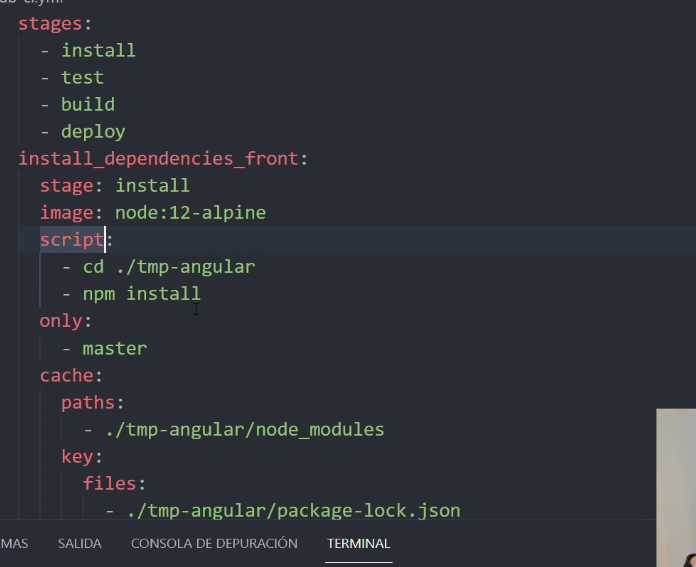 stages:
- install
- test
- build
- deploy
install_dependencies_front:
stage: install
image: node:12-alpine
script:
- cd ./tmp-angular
- npm install
only:
- master
cache:
paths:
- ./tmp-angular/node_modules
key:
files:
- ./tmp-angular/package-lock.json
MAS SALIDA CONSOLA DE DEPURACIÓN TERMINAL